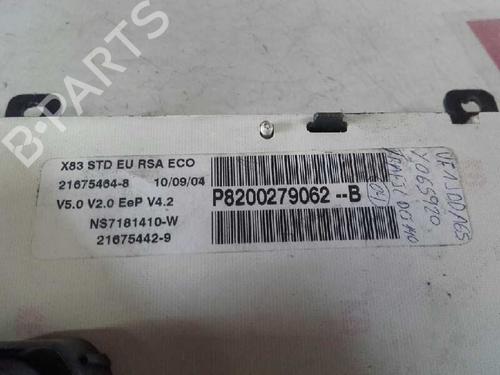 X83 STD EU RSA ECO
21675464-8 10/09/04
V5.0 V2.0 EeP V4.2
NS7181410-W
21675442-9
P8200279062--B
B-PARTS